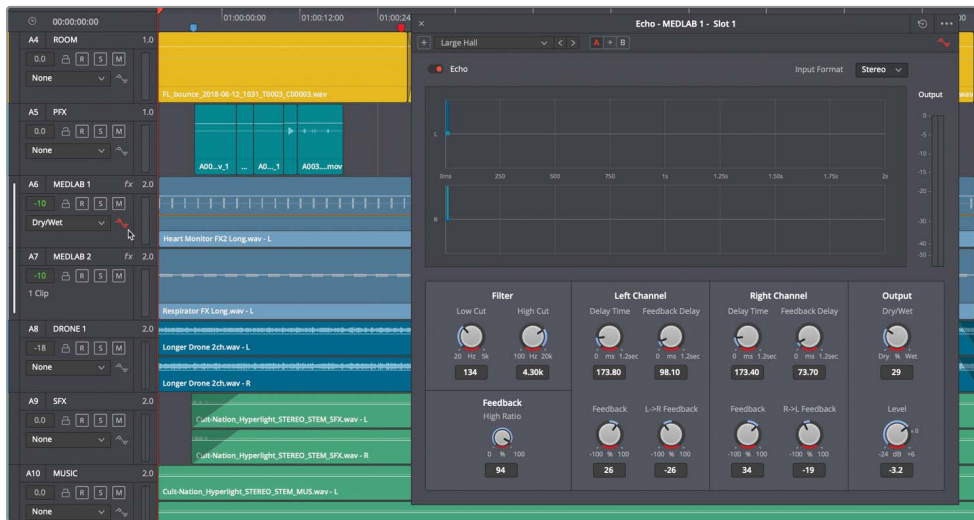 00:00:00:00
01:00:00:00
01:00:12:00
01:00:24
A4 ROOM 1.0
0.0 R S M
None
FL_bounce_2018-06-12_1031_T0003_C00003.wav
A5 PFX 1.0
0.0 R S M
None
A00...v_1
...
A0..._1
A003....mov
A6 MEDLAB 1 fx 2.0
-10 R S M
Dry/Wet
Heart Monitor FX2 Long.wav - L
A7 MEDLAB 2 fx 2.0
-10 R S M
1 Clip
Respirator FX Long.wav - L
A8 DRONE 1 2.0
-18 R S M
None
Longer Drone 2ch.wav - L
Longer Drone 2ch.wav - R
A9 SFX 2.0
0.0 R S M
None
Cult-Nation_Hyperlight_STEREO_STEM_SFX.wav - L
Cult-Nation_Hyperlight_STEREO_STEM_SFX.wav - R
A10 MUSIC 2.0
0.0 R S M
None
Cult-Nation_Hyperlight_STEREO_STEM_MUS.wav - L
Echo - MEDLAB 1 - Slot 1
Large Hall
A B
Echo
Input Format Stereo
Output
L
0ms 250 500 750 1s 1.25s 1.50s 1.75s 2s
R
0
-5
-10
-15
-20
-30
-40
-50
Filter
Low Cut High Cut
20 Hz 5k 100 Hz 20k
134 4.30k
Feedback
High Ratio
0 % 100
94
Left Channel
Delay Time Feedback Delay
0 ms 1.2sec 0 ms 1.2sec
173.80 98.10
Feedback L->R Feedback
-100 % 100 -100 % 100
26 -26
Right Channel
Delay Time Feedback Delay
0 ms 1.2sec 0 ms 1.2sec
173.40 73.70
Feedback R->L Feedback
-100 % 100 -100 % 100
34 -19
Output
Dry/Wet
Dry % Wet
29
Level
0
-24 dB +6
-3.2